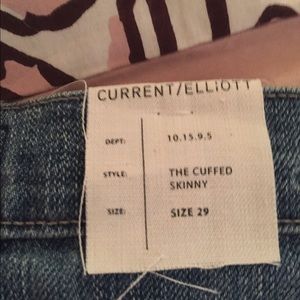 CURRENT/ELLIOTT
DEPT: 10.15.9.5
STYLE: THE CUFFED
SKINNY
SIZE: SIZE 29